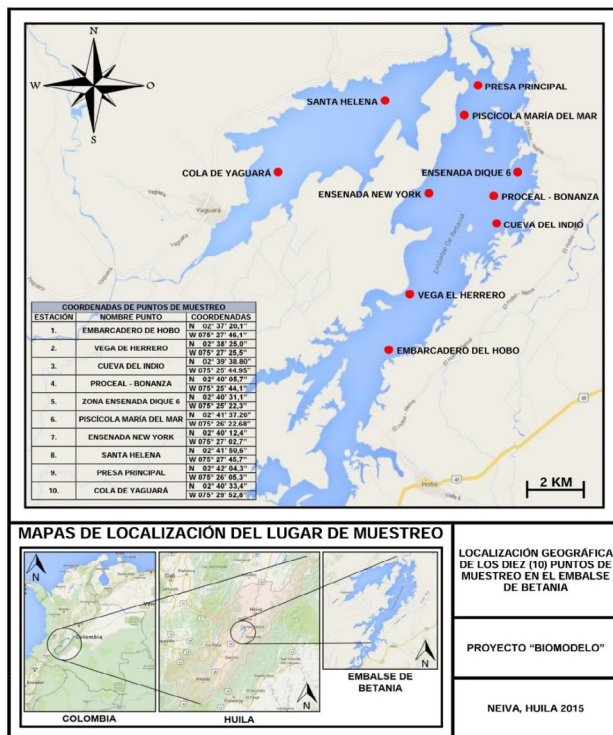 N
W
O
S
PRESA PRINCIPAL
SANTA HELENA
PISCÍCOLA MARÍA DEL MAR
COLA DE YAGUARÁ
ENSENADA DIQUE 6
ENSENADA NEW YORK
PROCEAL - BONANZA
CUEVA DEL INDIO
Yaguará
Embalse De Betania
El Hobo - Neiva
VEGA EL HERRERO
EMBARCADERO DEL HOBO
Hobo
45
2 KM
COORDENADAS DE PUNTOS DE MUESTREO
ESTACIÓN NOMBRE PUNTO COORDENADAS
1. EMBARCADERO DE HOBO N 02° 37' 20,1" W 075° 27' 46,1"
2. VEGA DE HERRERO N 02° 38' 25,0" W 075° 27' 25,5"
3. CUEVA DEL INDIO N 02° 39' 38.80" W 075° 25' 44.95"
4. PROCEAL - BONANZA N 02° 40' 05,7" W 075° 25' 44,1"
5. ZONA ENSENADA DIQUE 6 N 02° 40' 31,1" W 075° 25' 22,3"
6. PISCÍCOLA MARÍA DEL MAR N 02° 41' 37.20" W 075° 26' 22.68"
7. ENSENADA NEW YORK N 02° 40' 12,4" W 075° 27' 02,7"
8. SANTA HELENA N 02° 41' 50,6" W 075° 27' 45,7"
9. PRESA PRINCIPAL N 02° 42' 04,3" W 075° 26' 05,3"
10. COLA DE YAGUARÁ N 02° 40' 33,4" W 075° 29' 52,8"
MAPAS DE LOCALIZACIÓN DEL LUGAR DE MUESTREO
N
Colombia
Ecuador
COLOMBIA
Cali
Neiva
N
HUILA
N
EMBALSE DE
BETANIA
LOCALIZACIÓN GEOGRÁFICA
DE LOS DIEZ (10) PUNTOS DE
MUESTREO EN EL EMBALSE
DE BETANIA
PROYECTO “BIOMODELO”
NEIVA, HUILA 2015